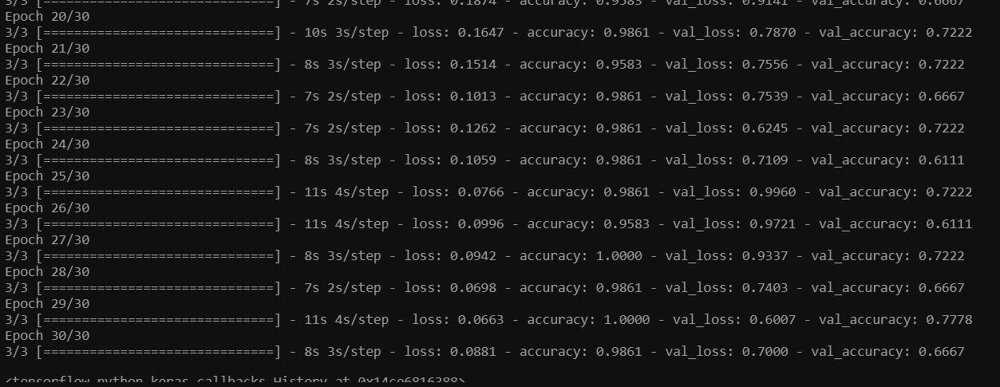 3/3 [==============================] - 7s 2s/step - loss: 0.1874 - accuracy: 0.9583 - val_loss: 0.9141 - val_accuracy: 0.6667
Epoch 20/30
3/3 [==============================] - 10s 3s/step - loss: 0.1647 - accuracy: 0.9861 - val_loss: 0.7870 - val_accuracy: 0.7222
Epoch 21/30
3/3 [==============================] - 8s 3s/step - loss: 0.1514 - accuracy: 0.9583 - val_loss: 0.7556 - val_accuracy: 0.7222
Epoch 22/30
3/3 [==============================] - 7s 2s/step - loss: 0.1013 - accuracy: 0.9861 - val_loss: 0.7539 - val_accuracy: 0.6667
Epoch 23/30
3/3 [==============================] - 7s 2s/step - loss: 0.1262 - accuracy: 0.9861 - val_loss: 0.6245 - val_accuracy: 0.7222
Epoch 24/30
3/3 [==============================] - 8s 3s/step - loss: 0.1059 - accuracy: 0.9861 - val_loss: 0.7109 - val_accuracy: 0.6111
Epoch 25/30
3/3 [==============================] - 11s 4s/step - loss: 0.0766 - accuracy: 0.9861 - val_loss: 0.9960 - val_accuracy: 0.7222
Epoch 26/30
3/3 [==============================] - 11s 4s/step - loss: 0.0996 - accuracy: 0.9583 - val_loss: 0.9721 - val_accuracy: 0.6111
Epoch 27/30
3/3 [==============================] - 8s 3s/step - loss: 0.0942 - accuracy: 1.0000 - val_loss: 0.9337 - val_accuracy: 0.7222
Epoch 28/30
3/3 [==============================] - 7s 2s/step - loss: 0.0698 - accuracy: 0.9861 - val_loss: 0.7403 - val_accuracy: 0.6667
Epoch 29/30
3/3 [==============================] - 11s 4s/step - loss: 0.0663 - accuracy: 1.0000 - val_loss: 0.6007 - val_accuracy: 0.7778
Epoch 30/30
3/3 [==============================] - 8s 3s/step - loss: 0.0881 - accuracy: 0.9861 - val_loss: 0.7000 - val_accuracy: 0.6667
<tensorflow.python.keras.callbacks.History at